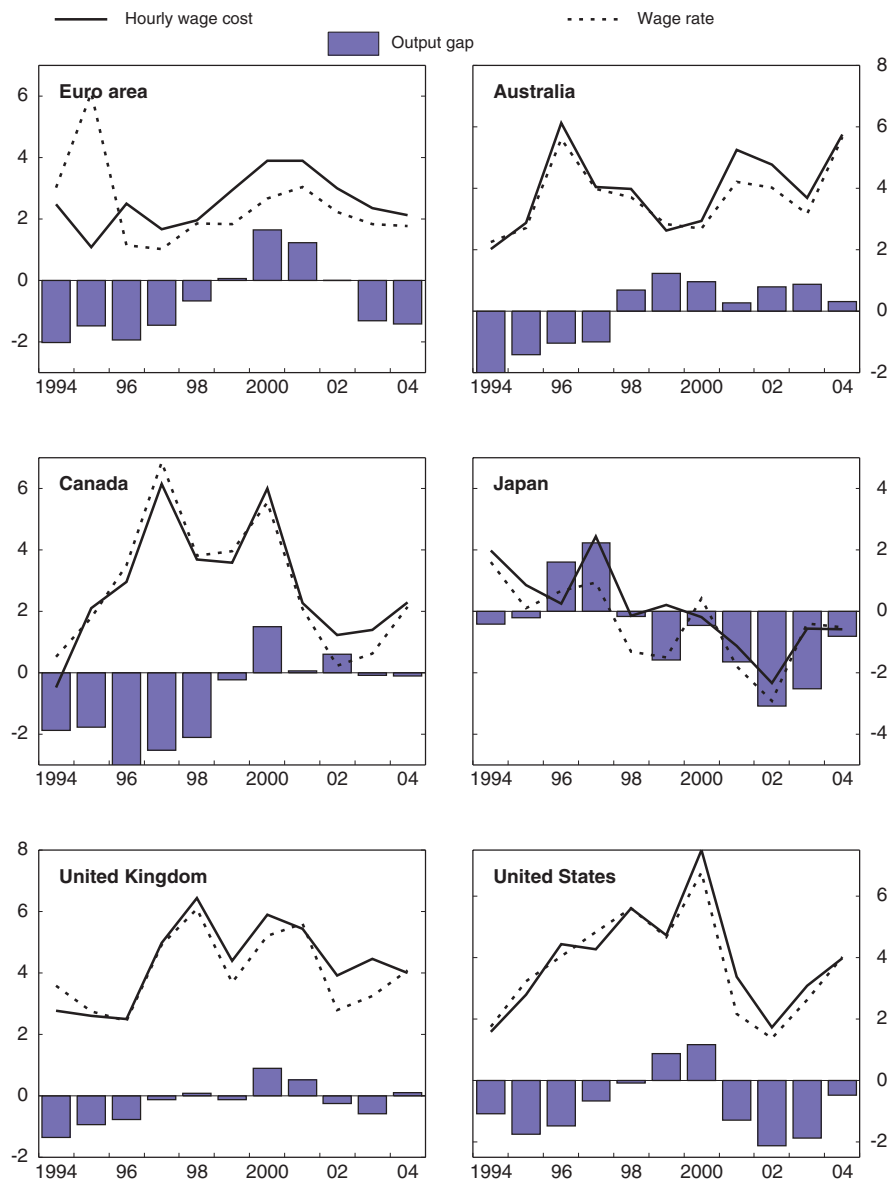 Hourly wage cost
Wage rate
Output gap
Euro area
6
4
2
0
-2
1994 96 98 2000 02 04
Australia
8
6
4
2
0
-2
1994 96 98 2000 02 04
Canada
6
4
2
0
-2
1994 96 98 2000 02 04
Japan
4
2
0
-2
-4
1994 96 98 2000 02 04
United Kingdom
8
6
4
2
0
-2
1994 96 98 2000 02 04
United States
6
4
2
0
-2
1994 96 98 2000 02 04